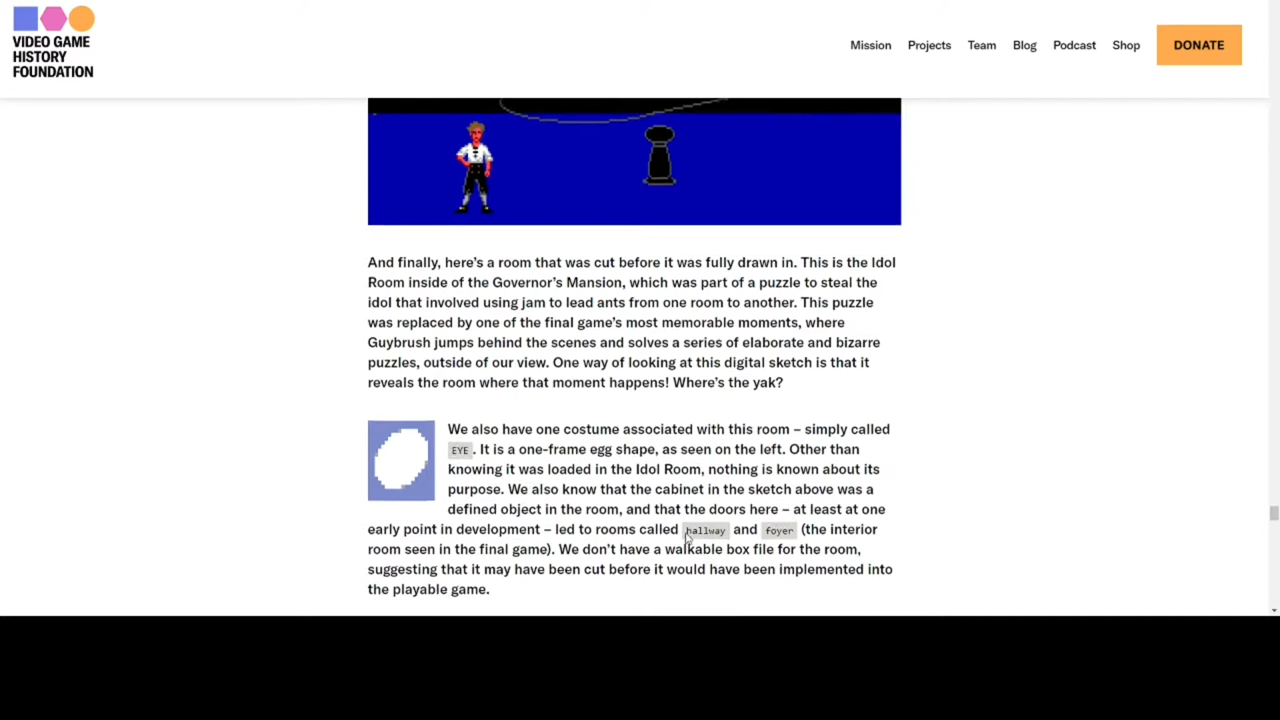 VIDEO GAME
HISTORY
FOUNDATION
Mission
Projects
Team
Blog
Podcast
Shop
DONATE
And finally, here’s a room that was cut before it was fully drawn in. This is the Idol
Room inside of the Governor’s Mansion, which was part of a puzzle to steal the
idol that involved using jam to lead ants from one room to another. This puzzle
was replaced by one of the final game’s most memorable moments, where
Guybrush jumps behind the scenes and solves a series of elaborate and bizarre
puzzles, outside of our view. One way of looking at this digital sketch is that it
reveals the room where that moment happens! Where’s the yak?
We also have one costume associated with this room – simply called
EYE. It is a one-frame egg shape, as seen on the left. Other than
knowing it was loaded in the Idol Room, nothing is known about its
purpose. We also know that the cabinet in the sketch above was a
defined object in the room, and that the doors here – at least at one
early point in development – led to rooms called hallway and foyer (the interior
room seen in the final game). We don’t have a walkable box file for the room,
suggesting that it may have been cut before it would have been implemented into
the playable game.